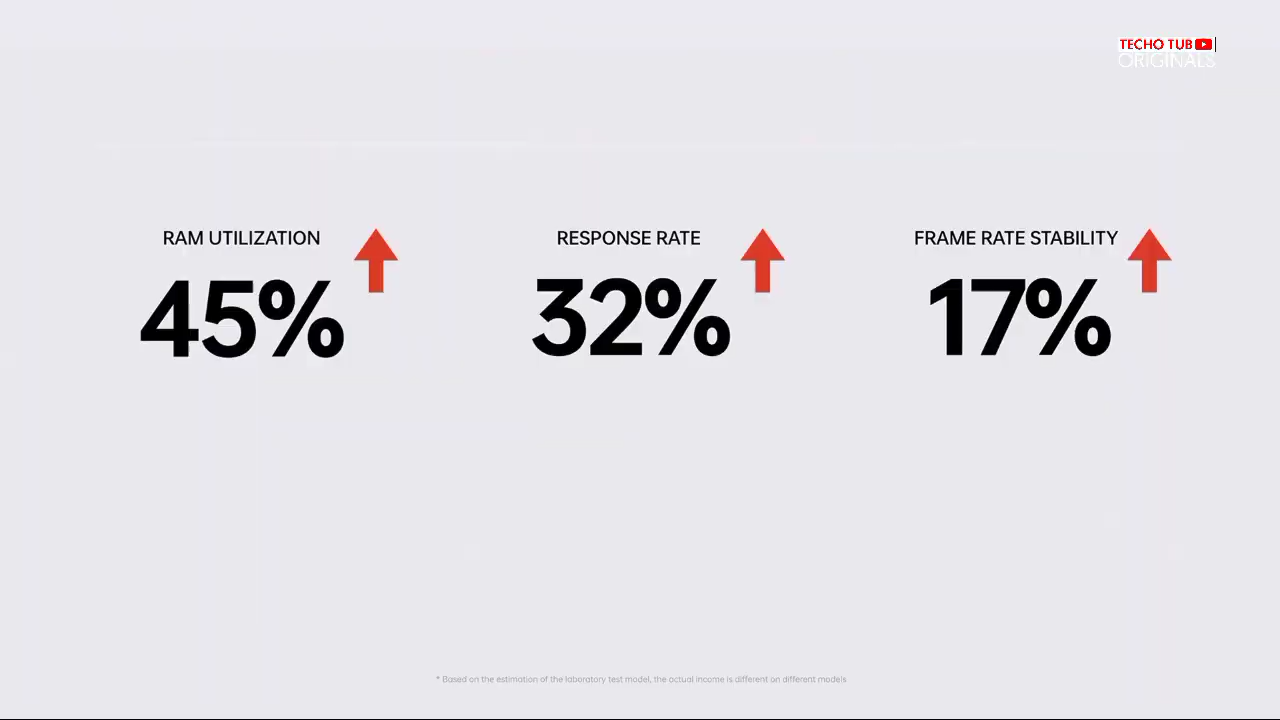 TECHO TUB
ORIGINALS
RAM UTILIZATION
45%
RESPONSE RATE
32%
FRAME RATE STABILITY
17%
* Based on the estimation of the laboratory test model, the actual income is different on different models